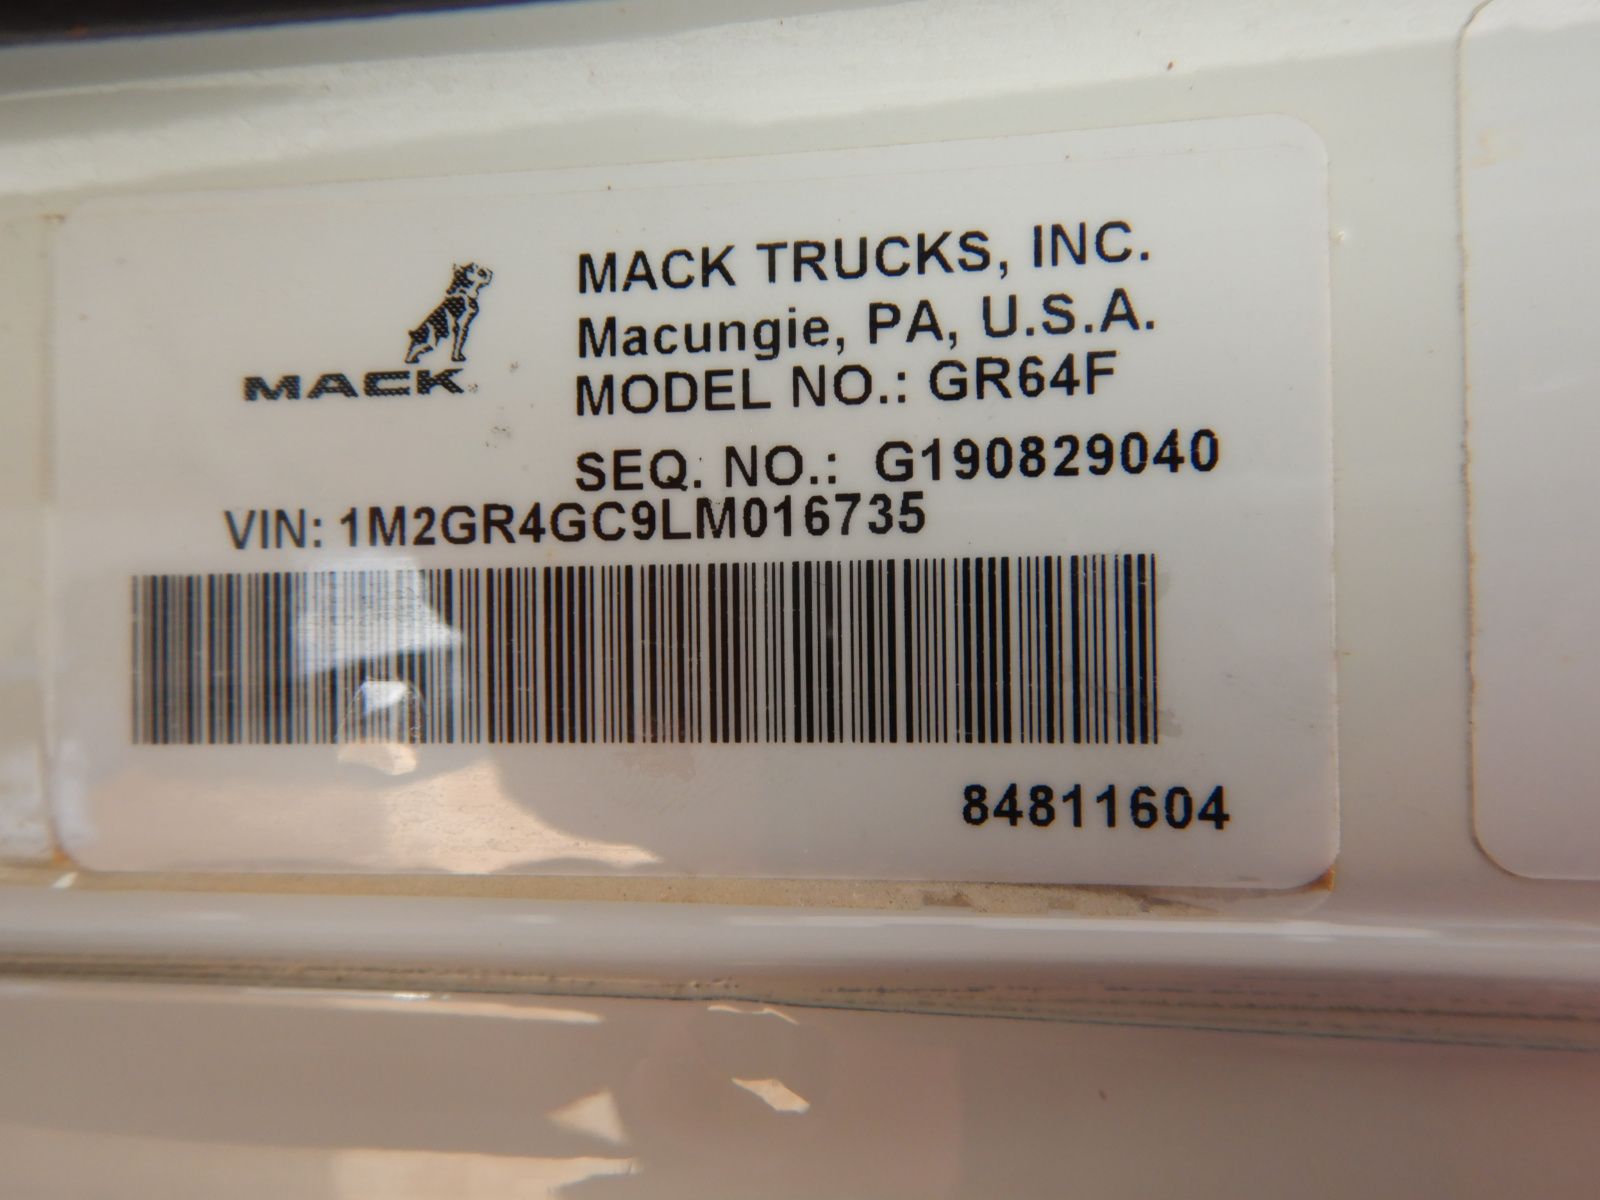 MACK
MACK TRUCKS, INC.
Macungie, PA, U.S.A.
MODEL NO.: GR64F
SEQ. NO.: G190829040
VIN: 1M2GR4GC9LM016735
84811604